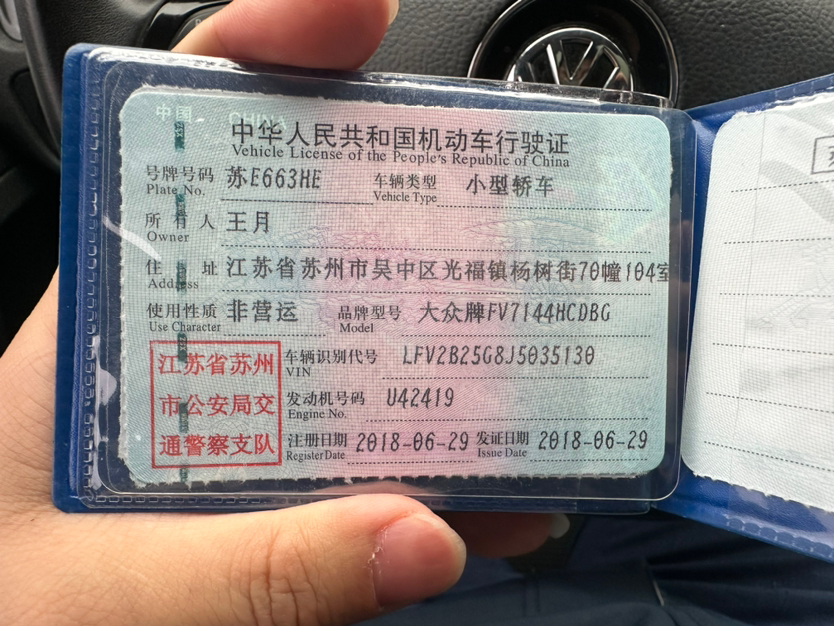 中国 CHINA
中华人民共和国机动车行驶证
Vehicle License of the People's Republic of China
号牌号码 苏E663HE 车辆类型 小型轿车
Plate No. Vehicle Type
所有人 王月
Owner
住址 江苏省苏州市吴中区光福镇杨树街70幢104室
Address
使用性质 非营运 品牌型号 大众牌FV7144HCDBG
Use Character Model
江苏省苏州
市公安局交
通警察支队
车辆识别代号 LFV2B25G8J5035130
VIN
发动机号码 U42419
Engine No.
注册日期 2018-06-29 发证日期 2018-06-29
Register Date Issue Date